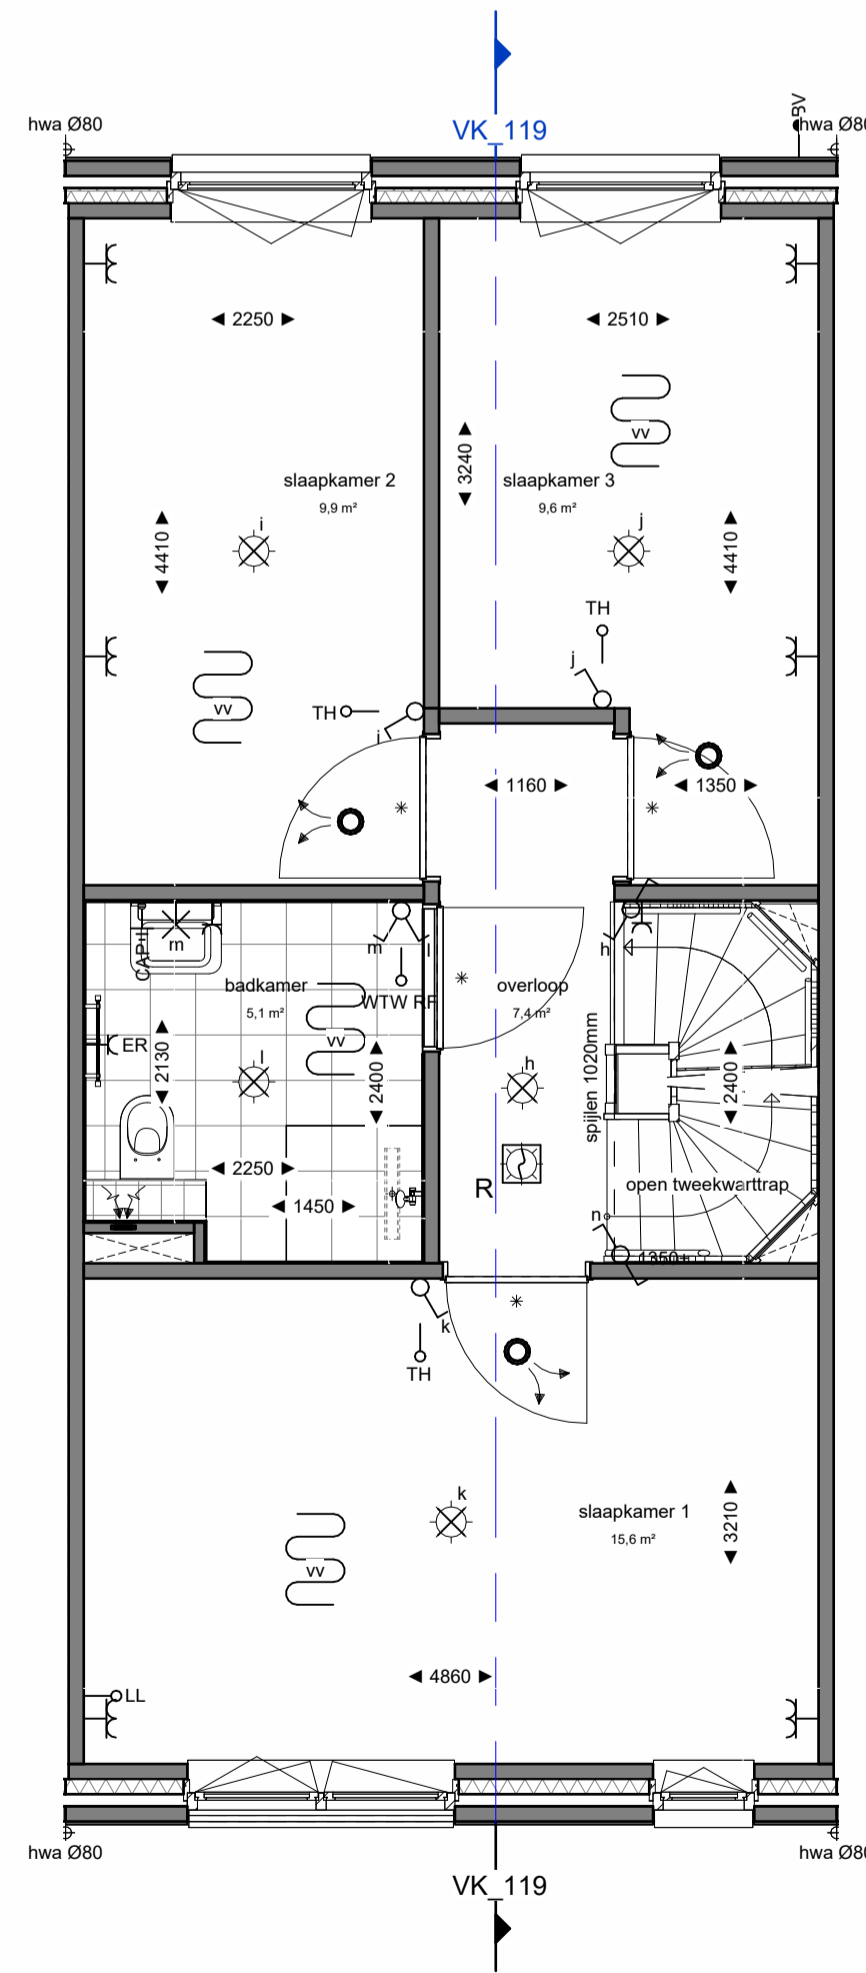 BV
hwa Ø80
VK_119
hwa Ø80
2250
2510
vv
3240
slaapkamer 2
9,9 m²
slaapkamer 3
9,6 m²
i
j
4410
4410
TH
j
vv
TH
i
1160
1350
m
CAP
m
l
h
badkamer
5,1 m²
WTW RF
overloop
7,4 m²
ER
2130
vv
l
2400
h
spijlen 1020mm
2400
2250
1450
R
open tweekwarttrap
n
1350+
k
TH
k
slaapkamer 1
15,6 m²
3210
vv
4860
LL
hwa Ø80
hwa Ø80
VK_119